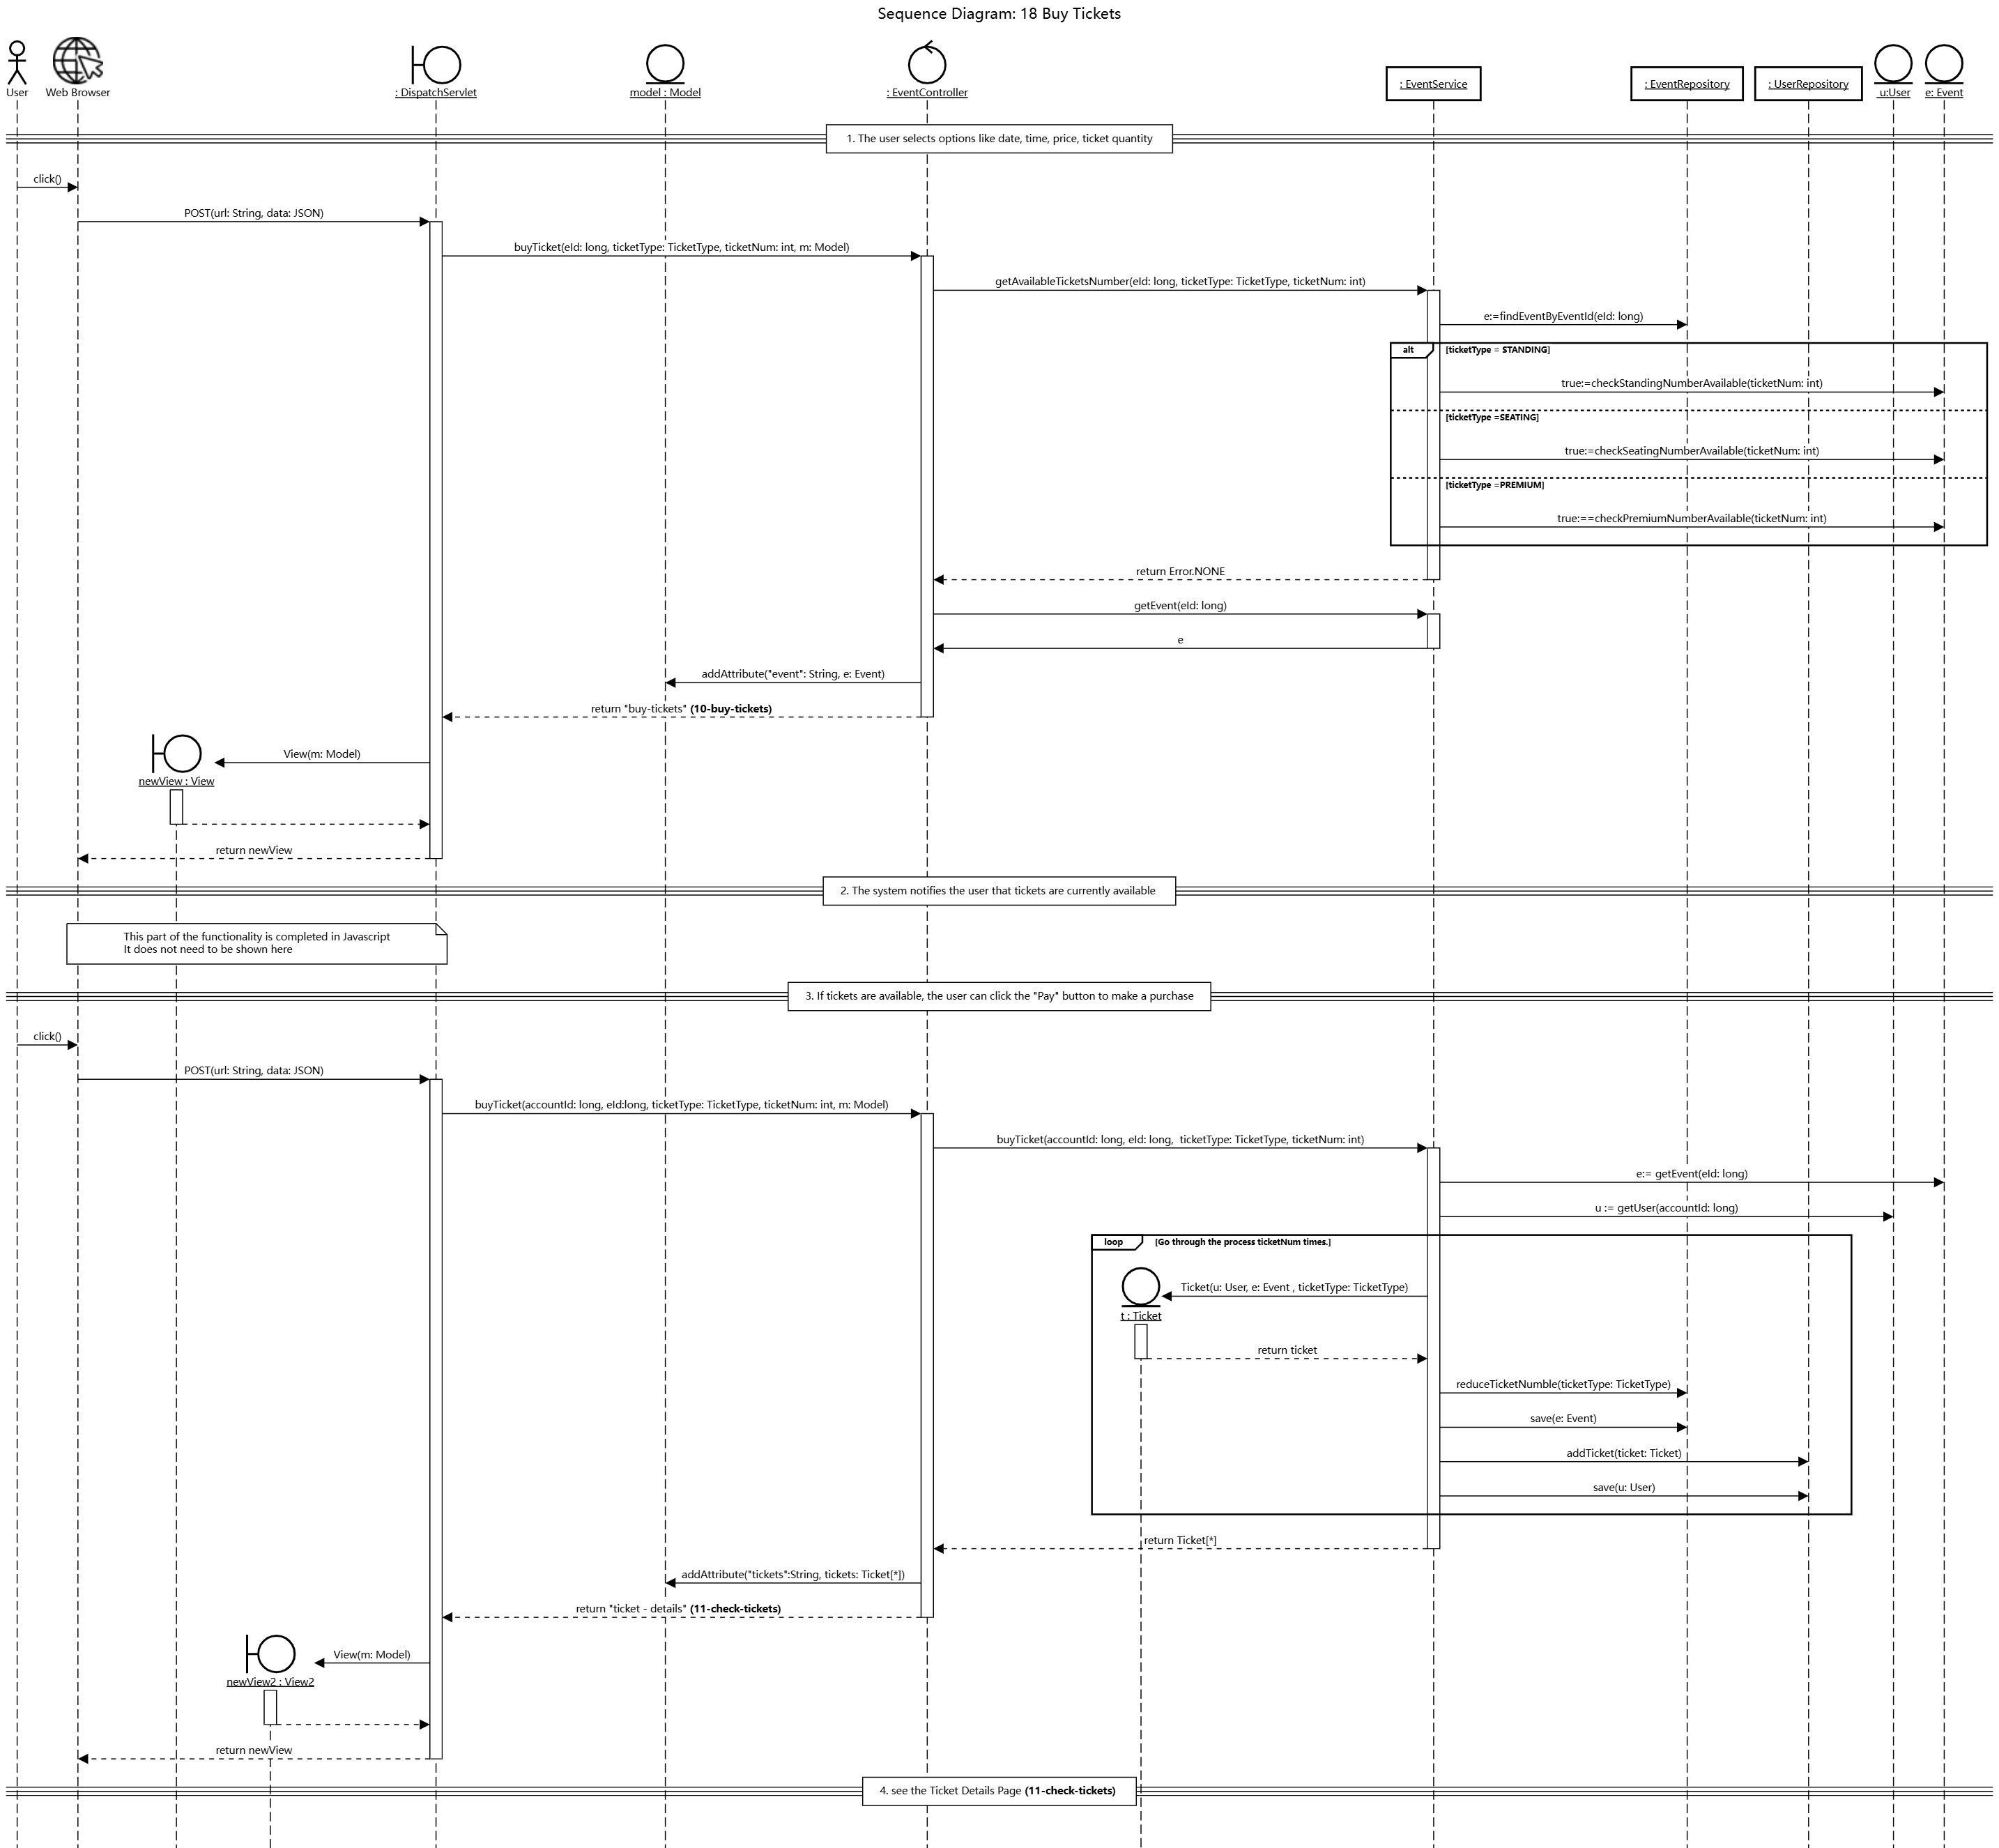 Sequence Diagram: 18 Buy Tickets
User
Web Browser
: DispatchServlet
model : Model
: EventController
: EventService
: EventRepository
: UserRepository
u:User
e: Event
1. The user selects options like date, time, price, ticket quantity
click()
POST(url: String, data: JSON)
buyTicket(eId: long, ticketType: TicketType, ticketNum: int, m: Model)
getAvailableTicketsNumber(eId: long, ticketType: TicketType, ticketNum: int)
e:=findEventByEventId(eId: long)
alt
[ticketType = STANDING]
true:=checkStandingNumberAvailable(ticketNum: int)
[ticketType =SEATING]
true:=checkSeatingNumberAvailable(ticketNum: int)
[ticketType =PREMIUM]
true:==checkPremiumNumberAvailable(ticketNum: int)
return Error.NONE
getEvent(eId: long)
e
addAttribute("event": String, e: Event)
return "buy-tickets" (10-buy-tickets)
View(m: Model)
newView : View
return newView
2. The system notifies the user that tickets are currently available
This part of the functionality is completed in Javascript
It does not need to be shown here
3. If tickets are available, the user can click the "Pay" button to make a purchase
click()
POST(url: String, data: JSON)
buyTicket(accountId: long, eId:long, ticketType: TicketType, ticketNum: int, m: Model)
buyTicket(accountId: long, eId: long,  ticketType: TicketType, ticketNum: int)
e:= getEvent(eId: long)
u := getUser(accountId: long)
loop
[Go through the process ticketNum times.]
Ticket(u: User, e: Event , ticketType: TicketType)
t : Ticket
return ticket
reduceTicketNumble(ticketType: TicketType)
save(e: Event)
addTicket(ticket: Ticket)
save(u: User)
return Ticket[*]
addAttribute("tickets":String, tickets: Ticket[*])
return "ticket - details" (11-check-tickets)
View(m: Model)
newView2 : View2
return newView
4. see the Ticket Details Page (11-check-tickets)